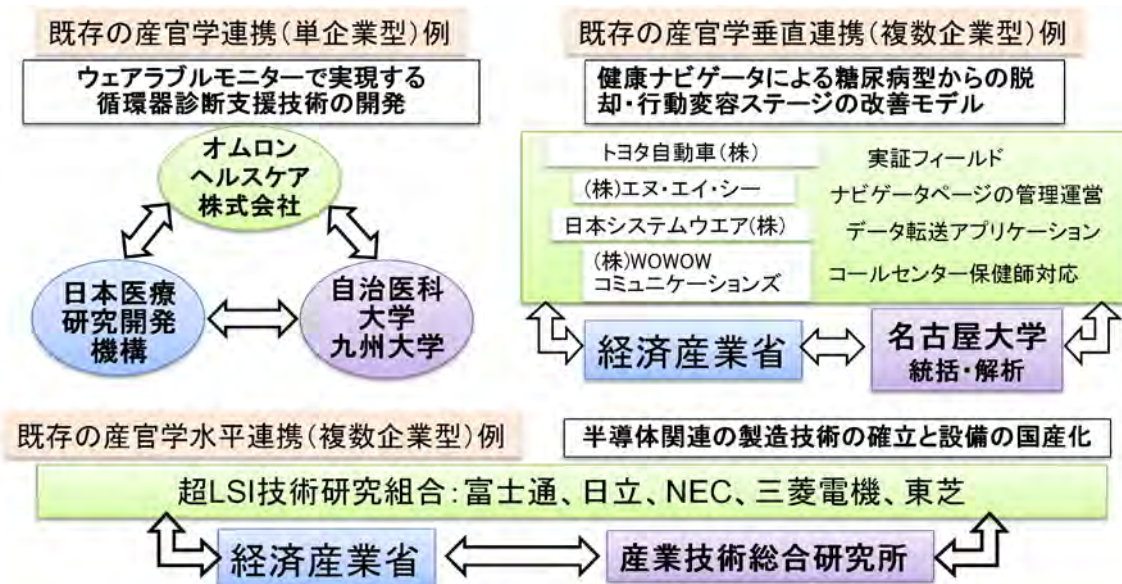 既存の産官学連携(単企業型)例
ウェアラブルモニターで実現する
循環器診断支援技術の開発
オムロン
ヘルスケア
株式会社
日本医療
研究開発
機構
自治医科
大学
九州大学
既存の産官学垂直連携(複数企業型)例
健康ナビゲータによる糖尿病型からの脱
却・行動変容ステージの改善モデル
トヨタ自動車(株)
実証フィールド
(株)エヌ・エイ・シー
ナビゲータページの管理運営
日本システムウエア(株)
データ転送アプリケーション
(株)WOWOW
コミュニケーションズ
コールセンター保健師対応
経済産業省
名古屋大学
統括・解析
既存の産官学水平連携(複数企業型)例
半導体関連の製造技術の確立と設備の国産化
超LSI技術研究組合:富士通、日立、NEC、三菱電機、東芝
経済産業省
産業技術総合研究所